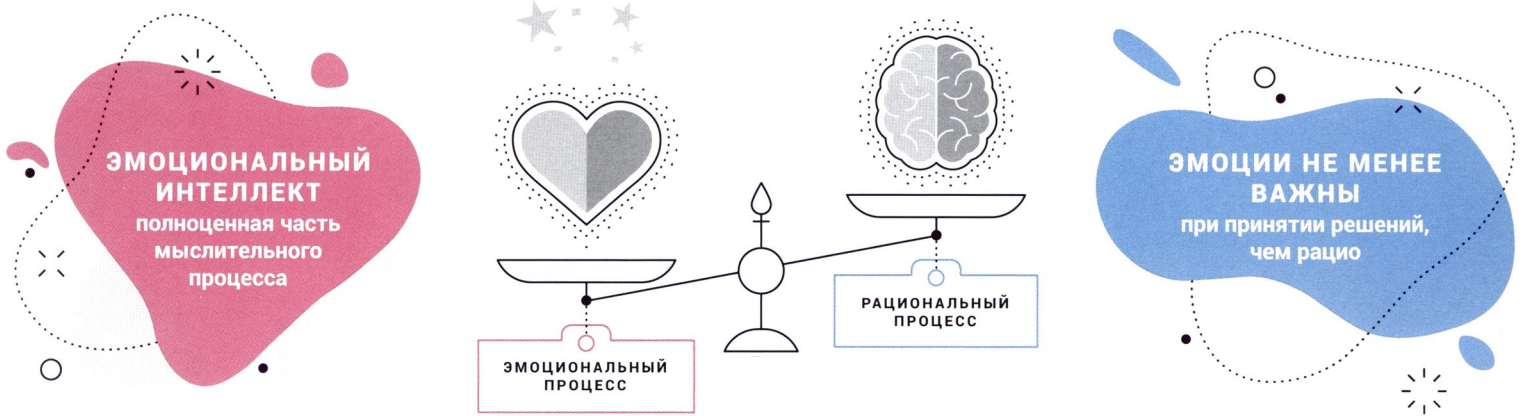 ЭМОЦИОНАЛЬНЫЙ
ИНТЕЛЛЕКТ
полноценная часть
мыслительного
процесса
ЭМОЦИОНАЛЬНЫЙ
ПРОЦЕСС
РАЦИОНАЛЬНЫЙ
ПРОЦЕСС
ЭМОЦИИ НЕ МЕНЕЕ
ВАЖНЫ
при принятии решений,
чем рацио